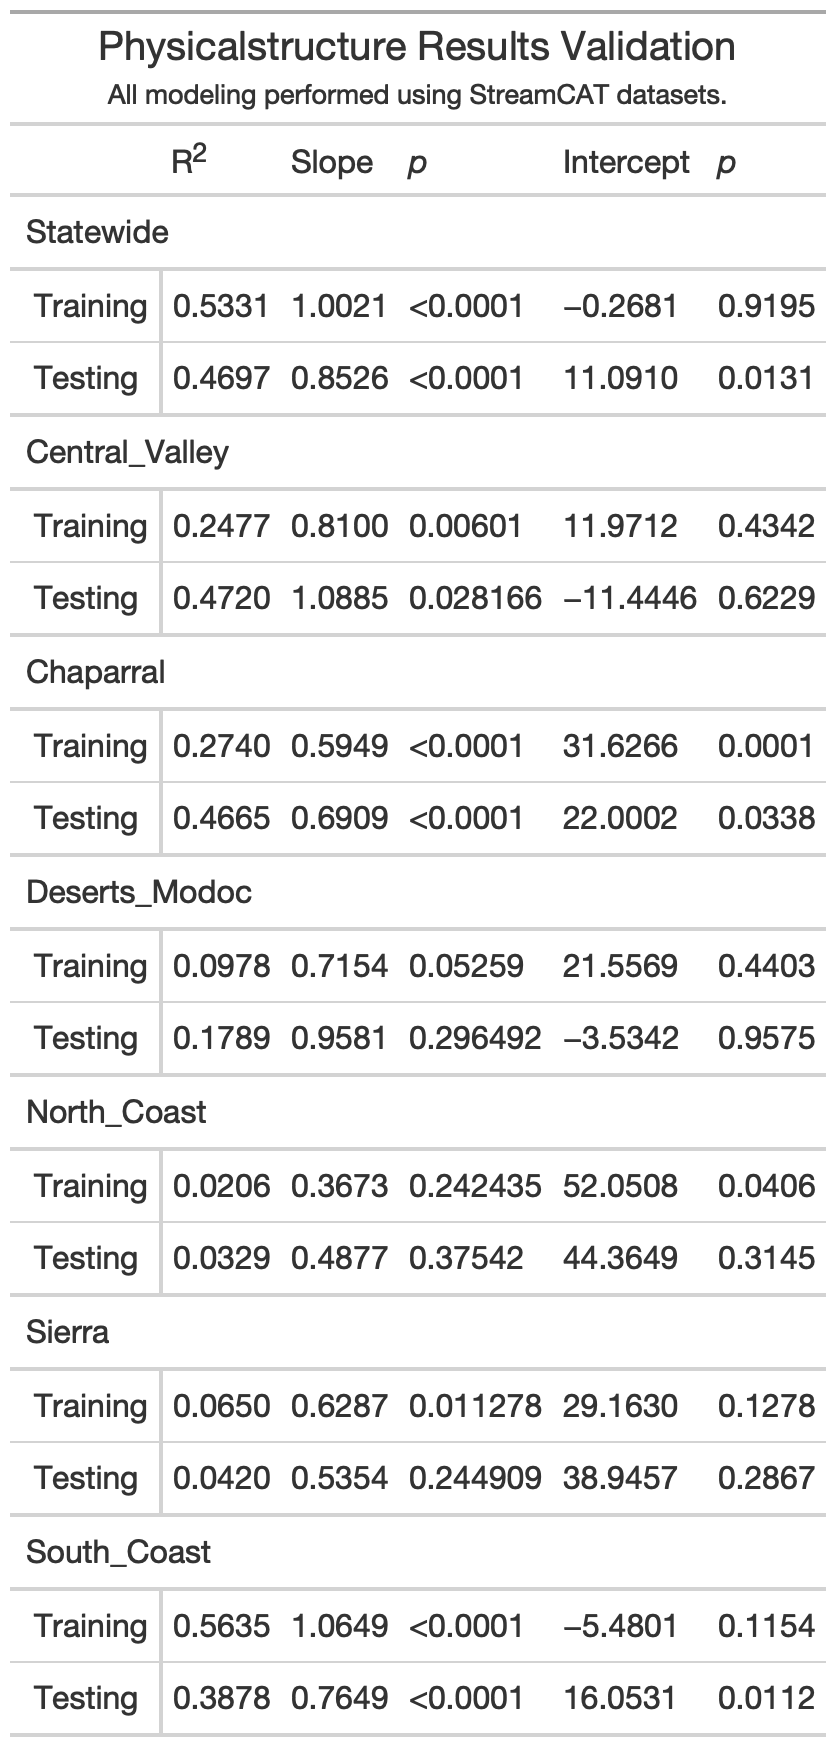 Physicalstructure Results Validation
All modeling performed using StreamCAT datasets.
R² Slope p Intercept p
Statewide
Training 0.5331 1.0021 <0.0001 −0.2681 0.9195
Testing 0.4697 0.8526 <0.0001 11.0910 0.0131
Central_Valley
Training 0.2477 0.8100 0.00601 11.9712 0.4342
Testing 0.4720 1.0885 0.028166 −11.4446 0.6229
Chaparral
Training 0.2740 0.5949 <0.0001 31.6266 0.0001
Testing 0.4665 0.6909 <0.0001 22.0002 0.0338
Deserts_Modoc
Training 0.0978 0.7154 0.05259 21.5569 0.4403
Testing 0.1789 0.9581 0.296492 −3.5342 0.9575
North_Coast
Training 0.0206 0.3673 0.242435 52.0508 0.0406
Testing 0.0329 0.4877 0.37542 44.3649 0.3145
Sierra
Training 0.0650 0.6287 0.011278 29.1630 0.1278
Testing 0.0420 0.5354 0.244909 38.9457 0.2867
South_Coast
Training 0.5635 1.0649 <0.0001 −5.4801 0.1154
Testing 0.3878 0.7649 <0.0001 16.0531 0.0112